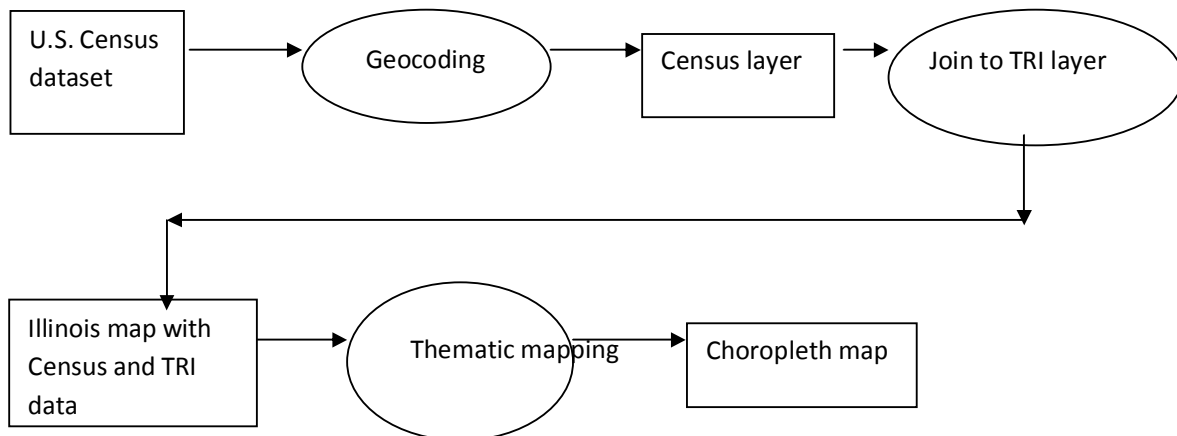 U.S. Census
dataset
Geocoding
Census layer
Join to TRI layer
Illinois map with
Census and TRI
data
Thematic mapping
Choropleth map